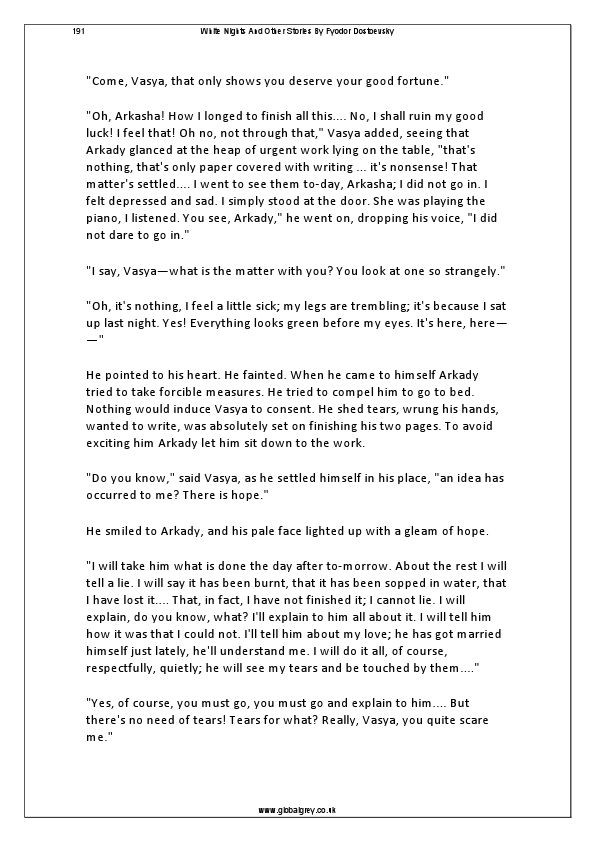 191 White Nights And Other Stories By Fyodor Dostoevsky
"Come, Vasya, that only shows you deserve your good fortune."
"Oh, Arkasha! How I longed to finish all this.... No, I shall ruin my good
luck! I feel that! Oh no, not through that," Vasya added, seeing that
Arkady glanced at the heap of urgent work lying on the table, "that's
nothing, that's only paper covered with writing ... it's nonsense! That
matter's settled.... I went to see them to-day, Arkasha; I did not go in. I
felt depressed and sad. I simply stood at the door. She was playing the
piano, I listened. You see, Arkady," he went on, dropping his voice, "I did
not dare to go in."
"I say, Vasya—what is the matter with you? You look at one so strangely."
"Oh, it's nothing, I feel a little sick; my legs are trembling; it's because I sat
up last night. Yes! Everything looks green before my eyes. It's here, here—
—"
He pointed to his heart. He fainted. When he came to himself Arkady
tried to take forcible measures. He tried to compel him to go to bed.
Nothing would induce Vasya to consent. He shed tears, wrung his hands,
wanted to write, was absolutely set on finishing his two pages. To avoid
exciting him Arkady let him sit down to the work.
"Do you know," said Vasya, as he settled himself in his place, "an idea has
occurred to me? There is hope."
He smiled to Arkady, and his pale face lighted up with a gleam of hope.
"I will take him what is done the day after to-morrow. About the rest I will
tell a lie. I will say it has been burnt, that it has been sopped in water, that
I have lost it.... That, in fact, I have not finished it; I cannot lie. I will
explain, do you know, what? I'll explain to him all about it. I will tell him
how it was that I could not. I'll tell him about my love; he has got married
himself just lately, he'll understand me. I will do it all, of course,
respectfully, quietly; he will see my tears and be touched by them...."
"Yes, of course, you must go, you must go and explain to him.... But
there's no need of tears! Tears for what? Really, Vasya, you quite scare
me."
www.globalgrey.co.uk